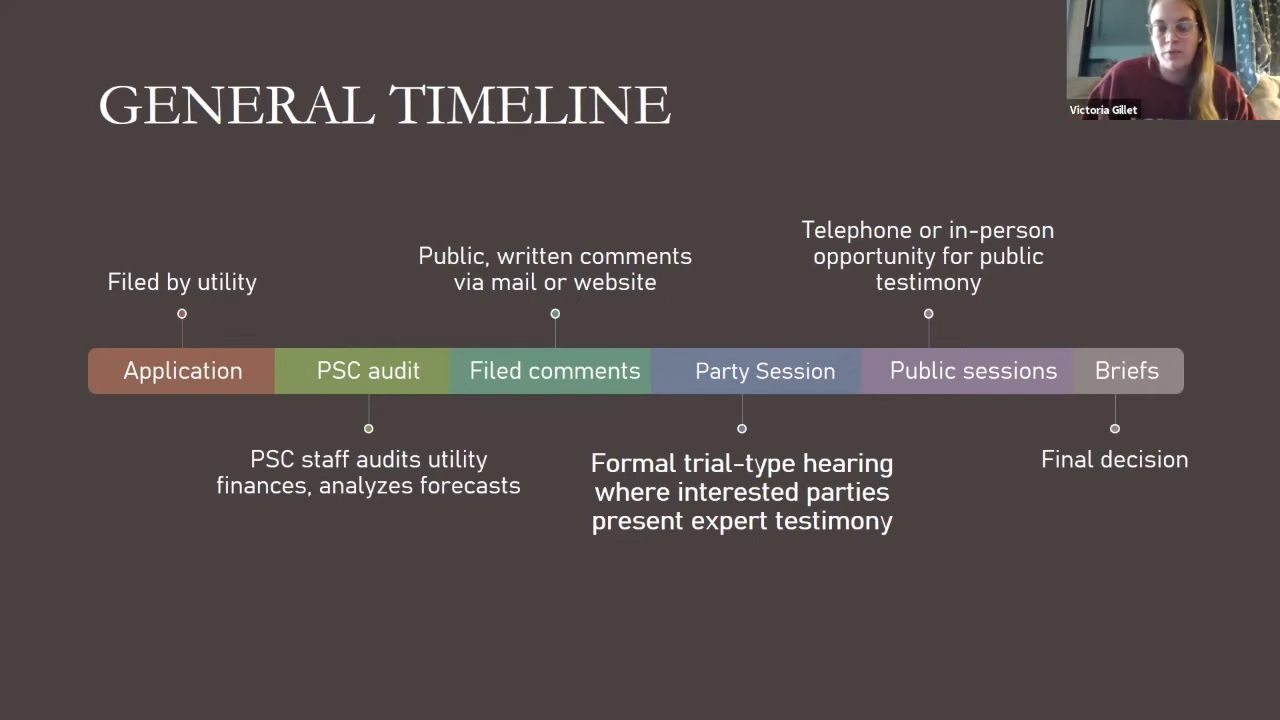 GENERAL TIMELINE
Victoria Gillet
Telephone or in-person
opportunity for public
testimony
Public, written comments
via mail or website
Filed by utility
Application
PSC audit
Filed comments
Party Session
Public sessions
Briefs
PSC staff audits utility
finances, analyzes forecasts
Formal trial-type hearing
where interested parties
present expert testimony
Final decision